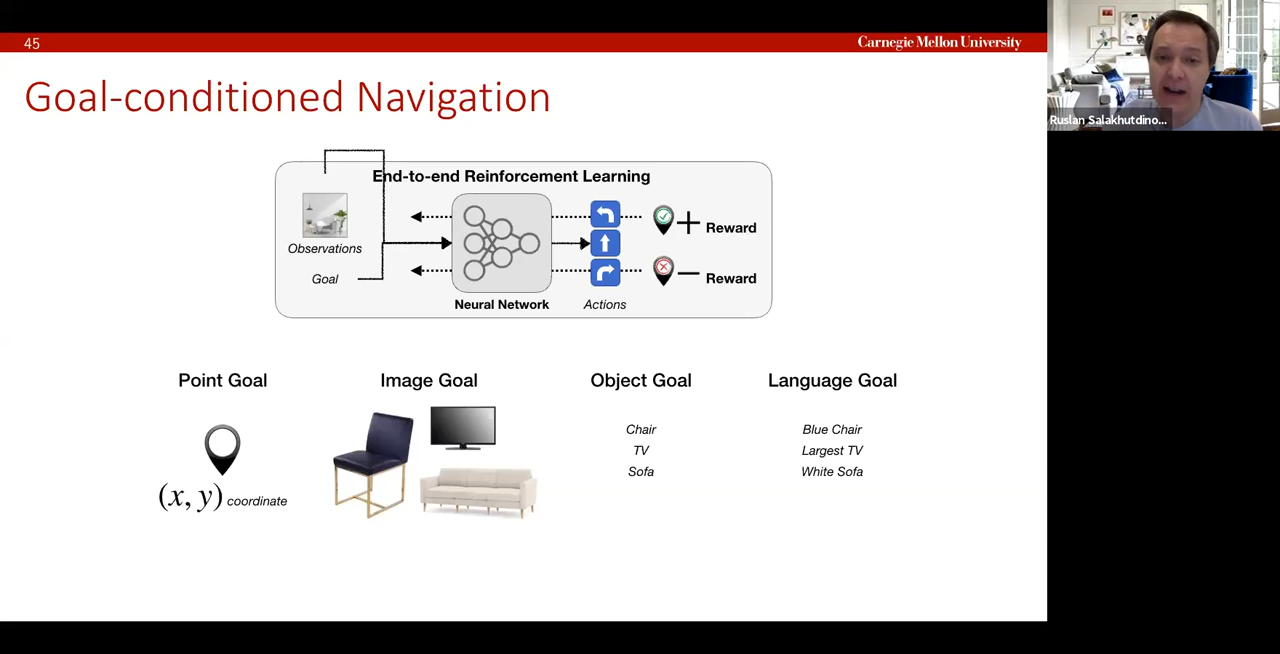 45
Carnegie Mellon University
Ruslan Salakhutdino...
Goal-conditioned Navigation
End-to-end Reinforcement Learning
Observations
Goal
Neural Network
Actions
+ Reward
— Reward
Point Goal
(x, y) coordinate
Image Goal
Object Goal
Chair
TV
Sofa
Language Goal
Blue Chair
Largest TV
White Sofa